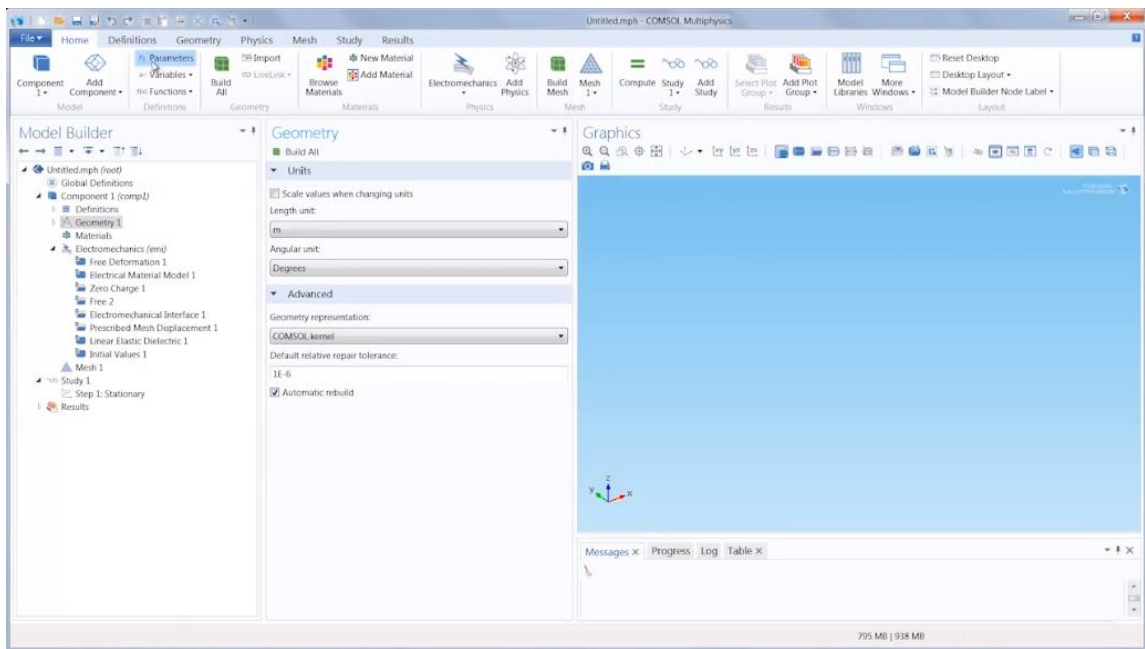 Untitled.mph - COMSOL Multiphysics
File Home Definitions Geometry Physics Mesh Study Results
Component 1
Add Component
Model
Pi Parameters
a= Variables
f(x) Functions
Definitions
Build All
Import
LiveLink
Geometry
Browse Materials
New Material
Add Material
Materials
Electromechanics
Add Physics
Physics
Build Mesh
Mesh 1
Mesh
Compute
Study 1
Add Study
Study
Select Plot Group
Add Plot Group
Results
Model Libraries
More Windows
Windows
Reset Desktop
Desktop Layout
Model Builder Node Label
Layout
Model Builder
Untitled.mph (root)
Global Definitions
Component 1 (comp1)
Definitions
Geometry 1
Materials
Electromechanics (emi)
Free Deformation 1
Electrical Material Model 1
Zero Charge 1
Free 2
Electromechanical Interface 1
Prescribed Mesh Displacement 1
Linear Elastic Dielectric 1
Initial Values 1
Mesh 1
Study 1
Step 1: Stationary
Results
Geometry
Build All
Units
Scale values when changing units
Length unit:
m
Angular unit:
Degrees
Advanced
Geometry representation:
COMSOL kernel
Default relative repair tolerance:
1E-6
Automatic rebuild
Graphics
COMSOL
MULTIPHYSICS
z
y x
Messages Progress Log Table
795 MB | 938 MB